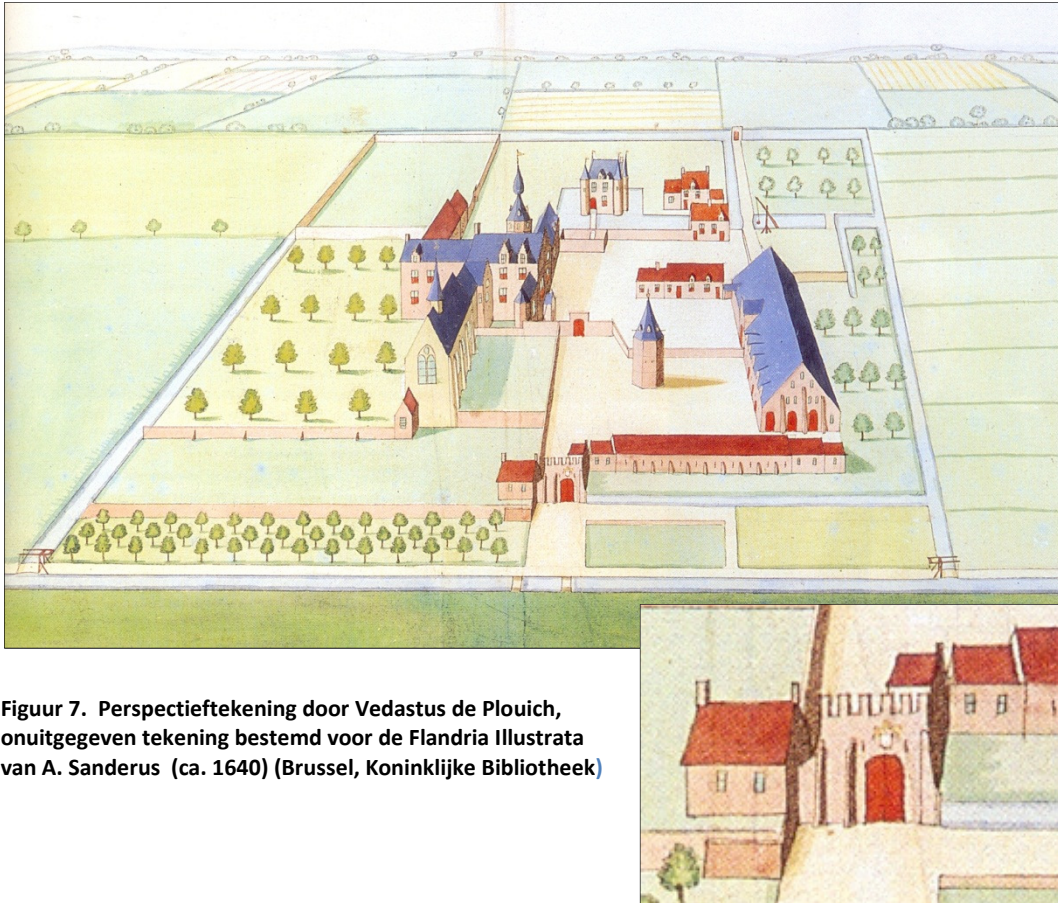 Figuur 7.  Perspectieftekening door Vedastus de Plouich,
onuitgegeven tekening bestemd voor de Flandria Illustrata
van A. Sanderus  (ca. 1640) (Brussel, Koninklijke Bibliotheek)